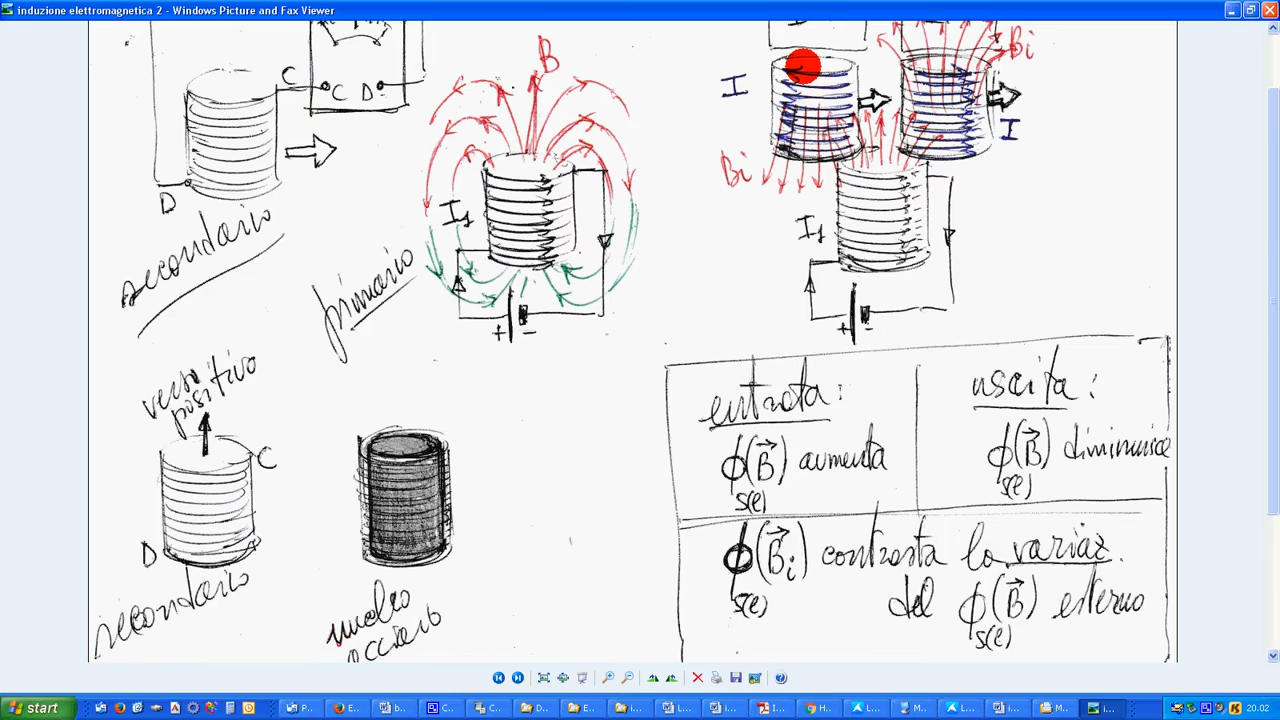 induzione elettromagnetica 2 - Windows Picture and Fax Viewer
C
C D
D
secondario
B
I1
+ -
primario
I
Bi
Bi
I
I1
+ -
verso
positivo
C
D
secondario
nucleo
acciaio
entrata:
ϕ(B⃗) aumenta
S(e)
uscita:
ϕ(B⃗) diminuisce
S(e)
ϕ(B⃗i) contrasta la variaz.
S(e)
del ϕ(B⃗) esterno
S(e)
start
P...
E...
b...
C...
C...
D...
E...
i...
L...
i...
I...
H...
L...
M...
L...
i...
M...
i...
20.02